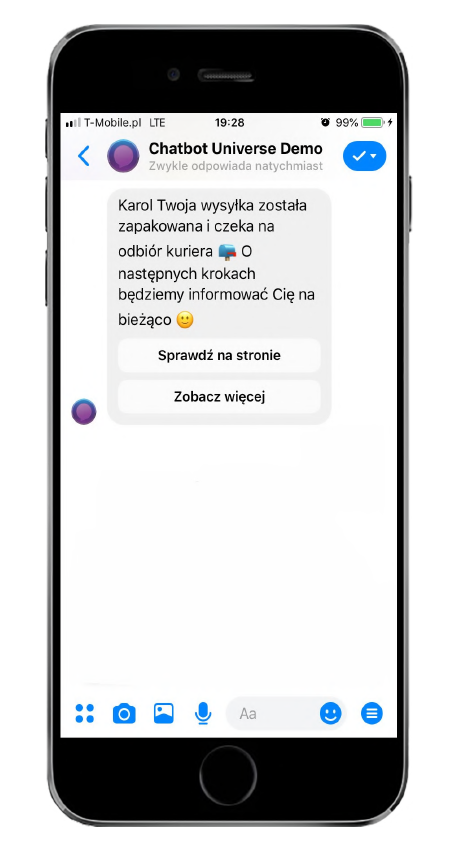 T-Mobile.pl LTE 19:28 99%
Chatbot Universe Demo
Zwykle odpowiada natychmiast
Karol Twoja wysyłka została
zapakowana i czeka na
odbiór kuriera 📪 O
następnych krokach
będziemy informować Cię na
bieżąco 🙂
Sprawdź na stronie
Zobacz więcej
Aa